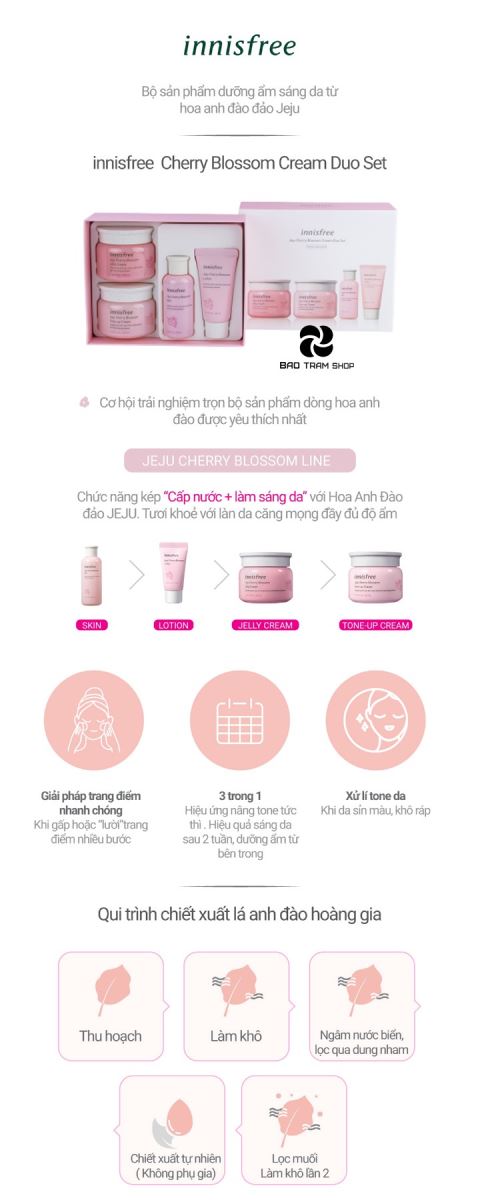 innisfree
Bộ sản phẩm dưỡng ẩm sáng da từ
hoa anh đào đảo Jeju
innisfree Cherry Blossom Cream Duo Set
innisfree
innisfree
BAO TRAM SHOP
Cơ hội trải nghiệm trọn bộ sản phẩm dòng hoa anh
đào được yêu thích nhất
JEJU CHERRY BLOSSOM LINE
Chức năng kép “Cấp nước + làm sáng da” với Hoa Anh Đào
đảo JEJU. Tươi khoẻ với làn da căng mọng đầy đủ độ ẩm
innisfree
innisfree
SKIN
LOTION
JELLY CREAM
TONE-UP CREAM
Giải pháp trang điểm
nhanh chóng
Khi gấp hoặc "lười"trang
điểm nhiều bước
3 trong 1
Hiệu ứng nâng tone tức
thì . Hiệu quả sáng da
sau 2 tuần, dưỡng ẩm từ
bên trong
Xử lí tone da
Khi da sỉn màu, khô ráp
Qui trình chiết xuất lá anh đào hoàng gia
Thu hoạch
Làm khô
Ngâm nước biển,
lọc qua dung nham
Chiết xuất tự nhiên
( Không phụ gia)
Lọc muối
Làm khô lần 2